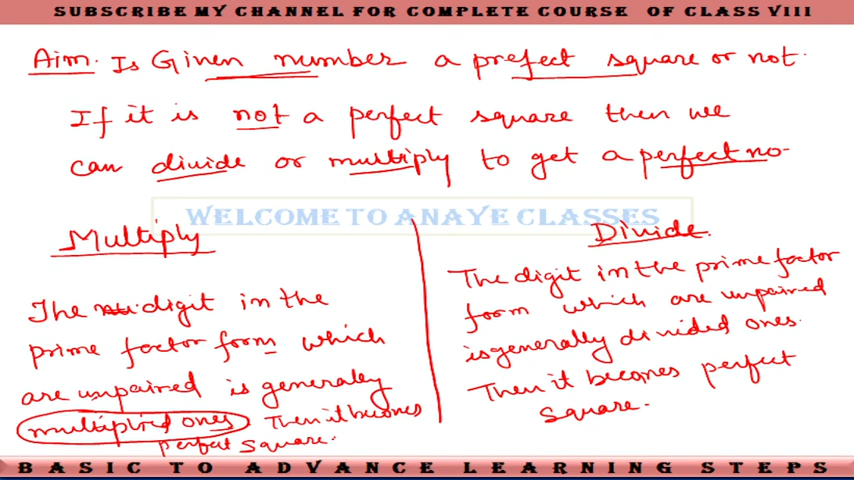 SUBSCRIBE MY CHANNEL FOR COMPLETE COURSE OF CLASS VIII
Aim. Is Given number a prefect square or not.
If it is not a perfect square then we
can divide or multiply to get a perfect no.
WELCOME TO ANAYE CLASSES
Multiply
The digit in the
prime factor form which
are unpaired is generally
multiplied ones. Then it becomes
perfect square.
Divide.
The digit in the prime factor
form which are unpaired
is generally divided ones.
Then it becomes perfect
square.
BASIC TO ADVANCE LEARNING STEPS